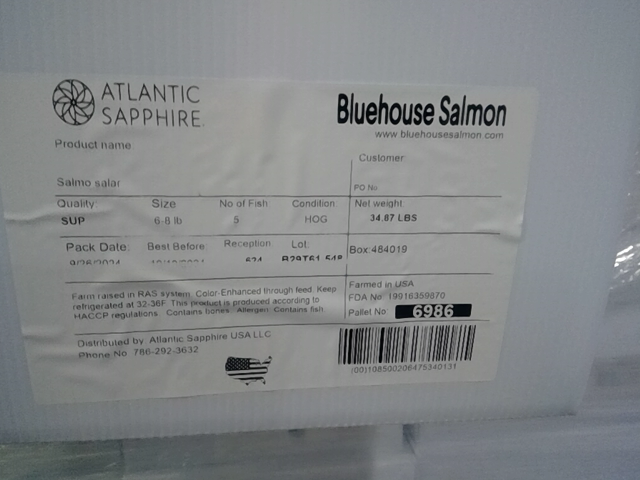 ATLANTIC
SAPPHIRE
Bluehouse Salmon
www.bluehousesalmon.com
Product name
Customer
Salmo salar
PO No
Quality: Size No of Fish Condition: Net weight:
SUP 6-8 lb 5 HOG 34.87 LBS
Pack Date: Best Before Reception Lot: Box 484019
9/26/2024
Farm raised in RAS system. Color-Enhanced through feed. Keep
refrigerated at 32-36F. This product is produced according to
HACCP regulations. Contains bones. Allergen: Contains fish.
Farmed in USA
FDA No. 19916359870
Pallet No: 6986
Distributed by: Atlantic Sapphire USA LLC
Phone No. 786-292-3632
(00)108500206475340131